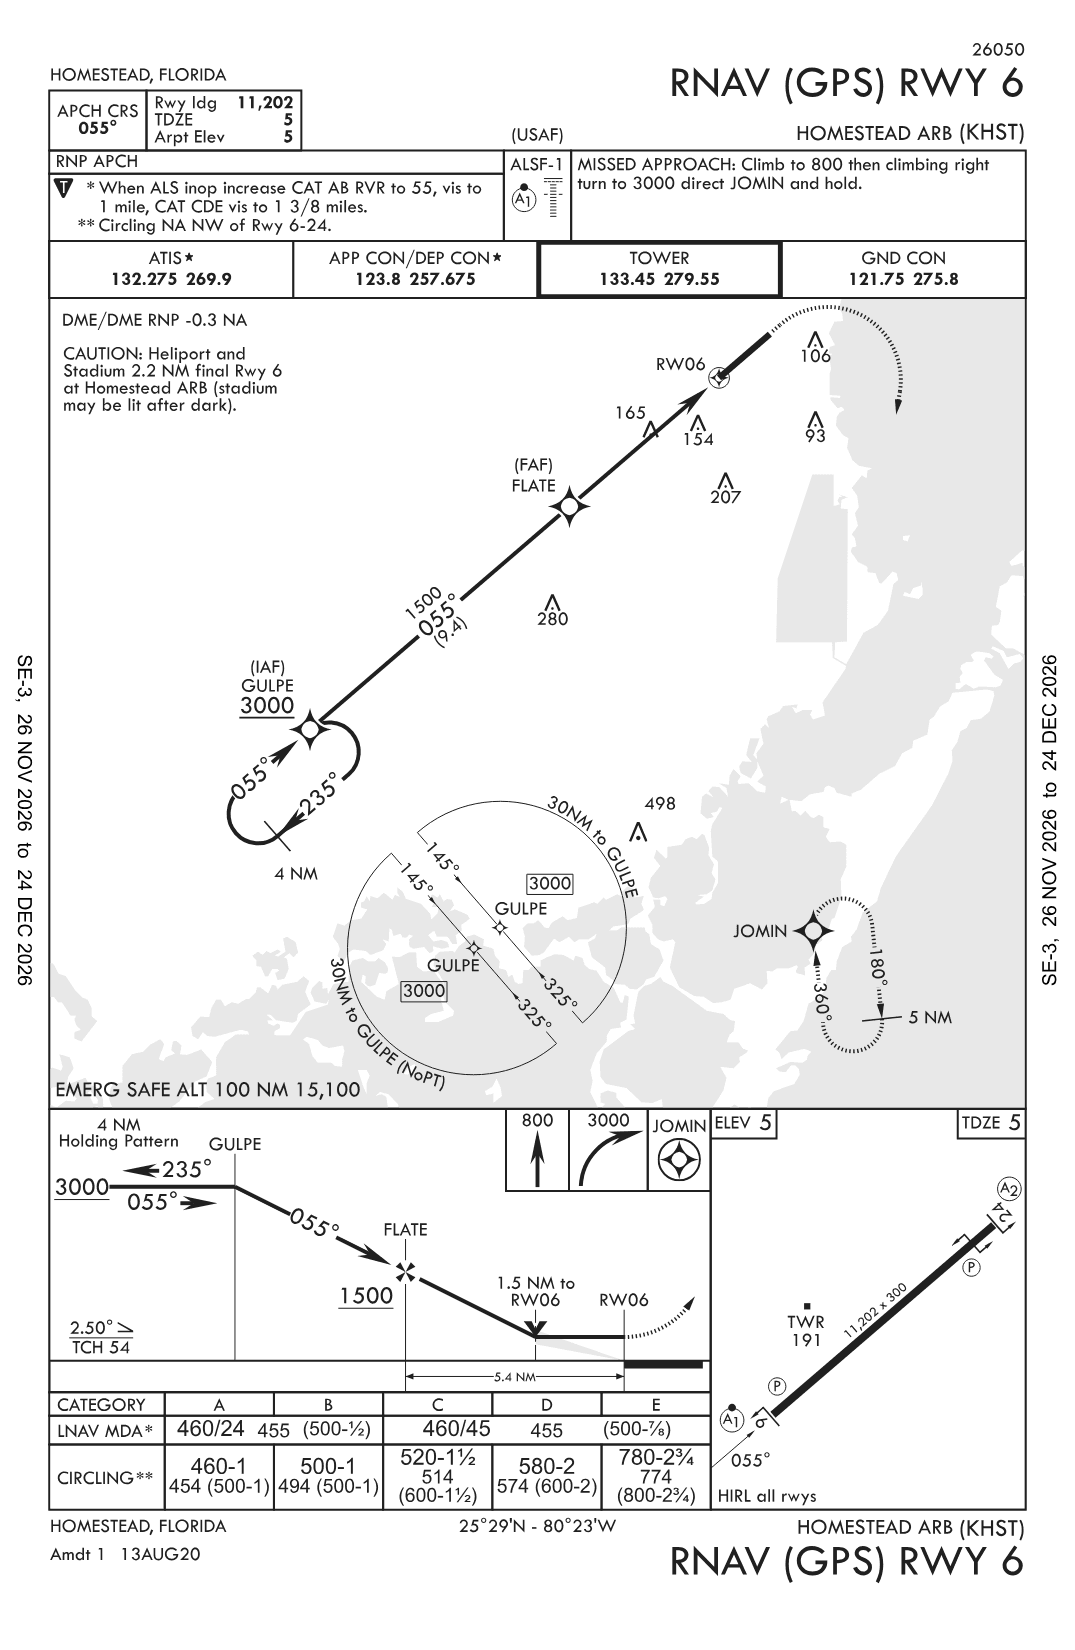 26050
HOMESTEAD, FLORIDA
RNAV (GPS) RWY 6
APCH CRS
055°
Rwy ldg 11,202
TDZE 5
Arpt Elev 5
(USAF)
HOMESTEAD ARB (KHST)
RNP APCH
T
* When ALS inop increase CAT AB RVR to 55, vis to
1 mile, CAT CDE vis to 1 3/8 miles.
** Circling NA NW of Rwy 6-24.
ALSF-1
A1
MISSED APPROACH: Climb to 800 then climbing right
turn to 3000 direct JOMIN and hold.
ATIS★
132.275 269.9
APP CON/DEP CON★
123.8 257.675
TOWER
133.45 279.55
GND CON
121.75 275.8
DME/DME RNP -0.3 NA
CAUTION: Heliport and
Stadium 2.2 NM final Rwy 6
at Homestead ARB (stadium
may be lit after dark).
RW06
106
165
154
93
(FAF)
FLATE
207
1500
055°
(9.4)
280
(IAF)
GULPE
3000
055°
235°
4 NM
498
30NM to GULPE
145°
3000
GULPE
325°
145°
GULPE
3000
325°
30NM to GULPE (NoPT)
JOMIN
180°
360°
5 NM
EMERG SAFE ALT 100 NM 15,100
SE-3, 26 NOV 2026 to 24 DEC 2026
SE-3, 26 NOV 2026 to 24 DEC 2026
4 NM
Holding Pattern
GULPE
235°
3000
055°
055°
FLATE
1500
1.5 NM to
RW06
RW06
2.50°
TCH 54
5.4 NM
800
3000
JOMIN
ELEV 5
TDZE 5
A2
24
P
11,202 x 300
TWR
191
P
A1
6
055°
HIRL all rwys
CATEGORY A B C D E
LNAV MDA* 460/24 455 (500-½) 460/45 455 (500-⅞)
CIRCLING** 460-1 454 (500-1) 500-1 494 (500-1) 520-1½ 514 (600-1½) 580-2 574 (600-2) 780-2¾ 774 (800-2¾)
HOMESTEAD, FLORIDA
25°29'N - 80°23'W
HOMESTEAD ARB (KHST)
Amdt 1 13AUG20
RNAV (GPS) RWY 6